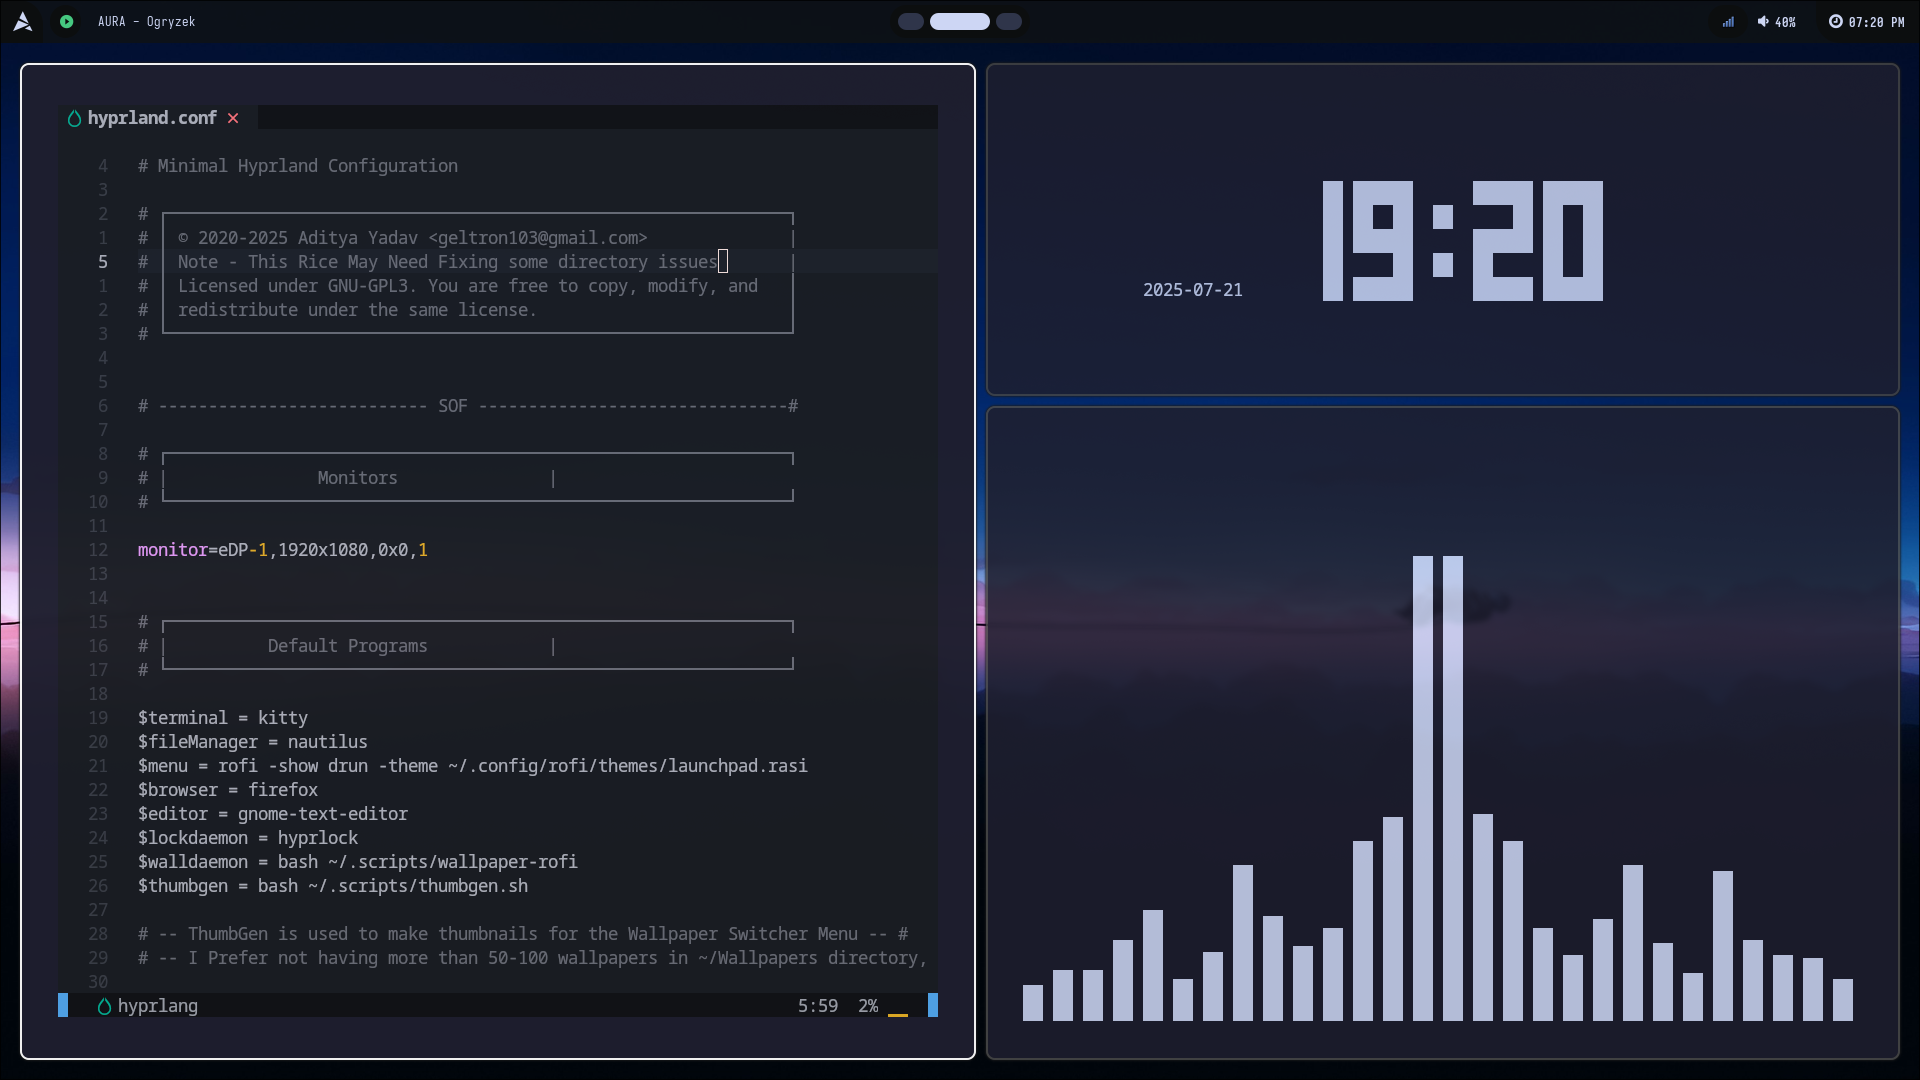 AURA – Ogryzek
40%
07:20 PM
hyprland.conf ×
4 # Minimal Hyprland Configuration
3
2 #
1 # © 2020-2025 Aditya Yadav <geltron103@gmail.com> |
5 # Note - This Rice May Need Fixing some directory issues |
1 # Licensed under GNU-GPL3. You are free to copy, modify, and
2 # redistribute under the same license.
3 #
4
5
6 # --------------------------- SOF -------------------------------#
7
8 #
9 # | Monitors |
10 #
11
12 monitor=eDP-1,1920x1080,0x0,1
13
14
15 #
16 # | Default Programs |
17 #
18
19 $terminal = kitty
20 $fileManager = nautilus
21 $menu = rofi -show drun -theme ~/.config/rofi/themes/launchpad.rasi
22 $browser = firefox
23 $editor = gnome-text-editor
24 $lockdaemon = hyprlock
25 $walldaemon = bash ~/.scripts/wallpaper-rofi
26 $thumbgen = bash ~/.scripts/thumbgen.sh
27
28 # -- ThumbGen is used to make thumbnails for the Wallpaper Switcher Menu -- #
29 # -- I Prefer not having more than 50-100 wallpapers in ~/Wallpapers directory,
30
hyprlang 5:59 2%
19:20
2025-07-21